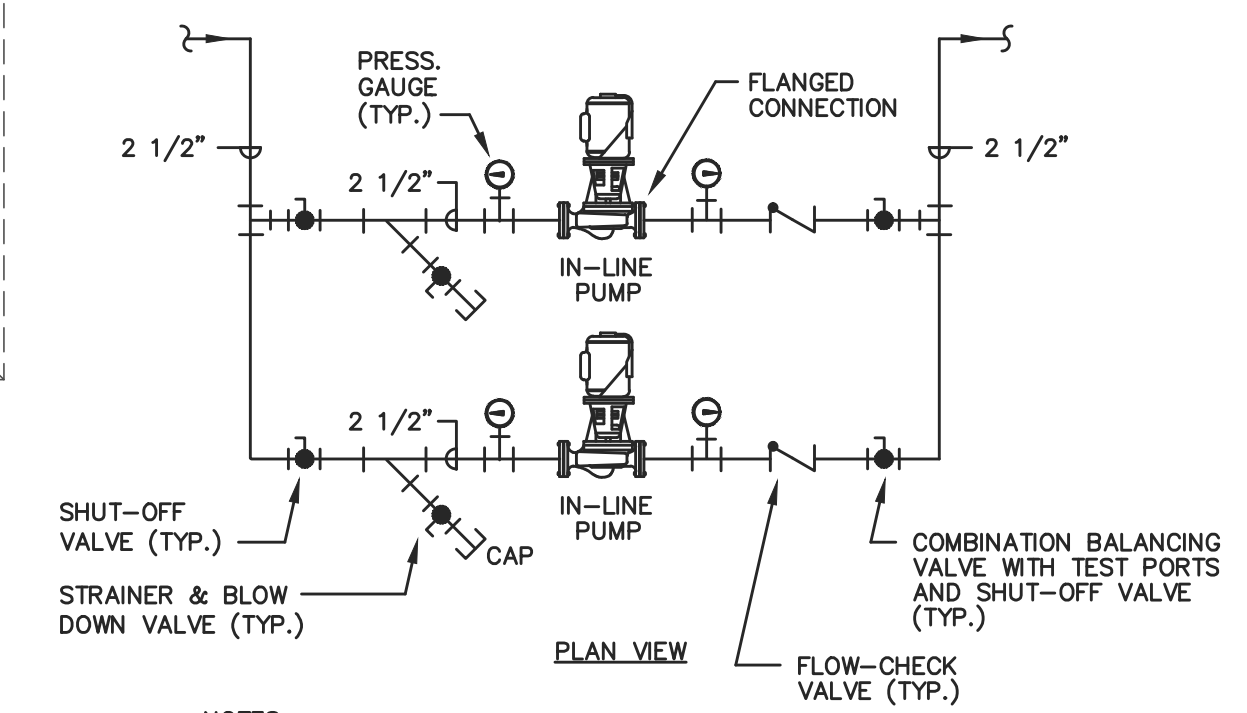 PRESS.
GAUGE
(TYP.)
FLANGED
CONNECTION
2 1/2"
2 1/2"
2 1/2"
IN-LINE
PUMP
2 1/2"
IN-LINE
PUMP
SHUT-OFF
VALVE (TYP.)
CAP
STRAINER & BLOW
DOWN VALVE (TYP.)
COMBINATION BALANCING
VALVE WITH TEST PORTS
AND SHUT-OFF VALVE
(TYP.)
PLAN VIEW
FLOW-CHECK
VALVE (TYP.)